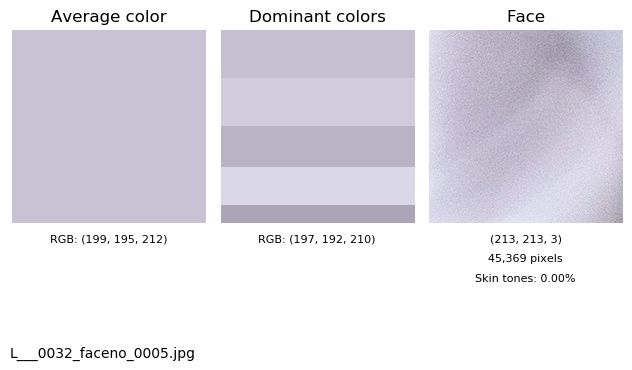 Average color
Dominant colors
Face
RGB: (199, 195, 212)
RGB: (197, 192, 210)
(213, 213, 3)
45,369 pixels
Skin tones: 0.00%
L___0032_faceno_0005.jpg